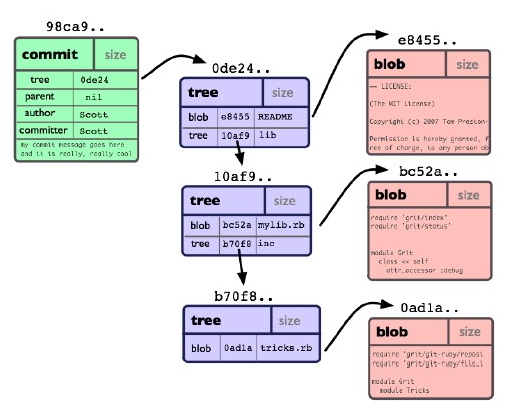 98ca9..
commit size
tree 0de24
parent nil
author Scott
committer Scott
my commit message goes here
and it is really, really cool
0de24..
tree size
blob e8455 README
tree 10af9 lib
10af9..
tree size
blob bc52a mylib.rb
tree b70f8 inc
b70f8..
tree size
blob 0ad1a tricks.rb
e8455..
blob size
== LICENSE:
(The MIT License)
Copyright (c) 2007 Tom Preston-
Permission is hereby granted, f
ree of charge, to any person ob
bc52a..
blob size
require 'grit/index'
require 'grit/status'
module Grit
class << self
attr_accessor :debug
0ad1a..
blob size
require 'grit/git-ruby/reposi
require 'grit/git-ruby/file_i
module Grit
module Tricks